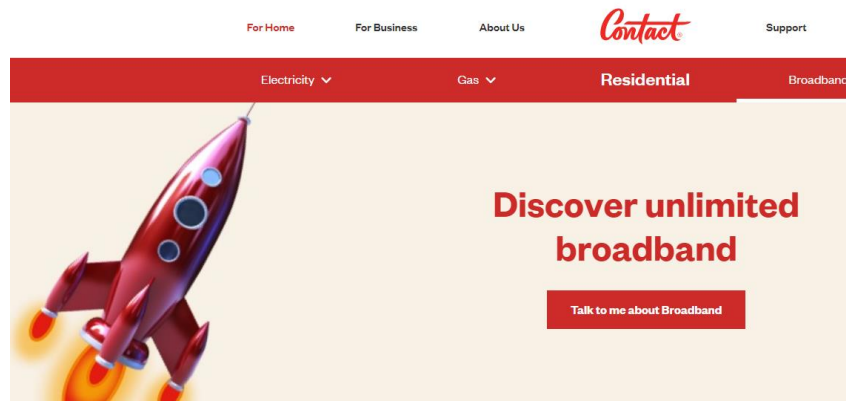 For Home For Business About Us Contact Support
Electricity Gas Residential Broadband
Discover unlimited
broadband
Talk to me about Broadband